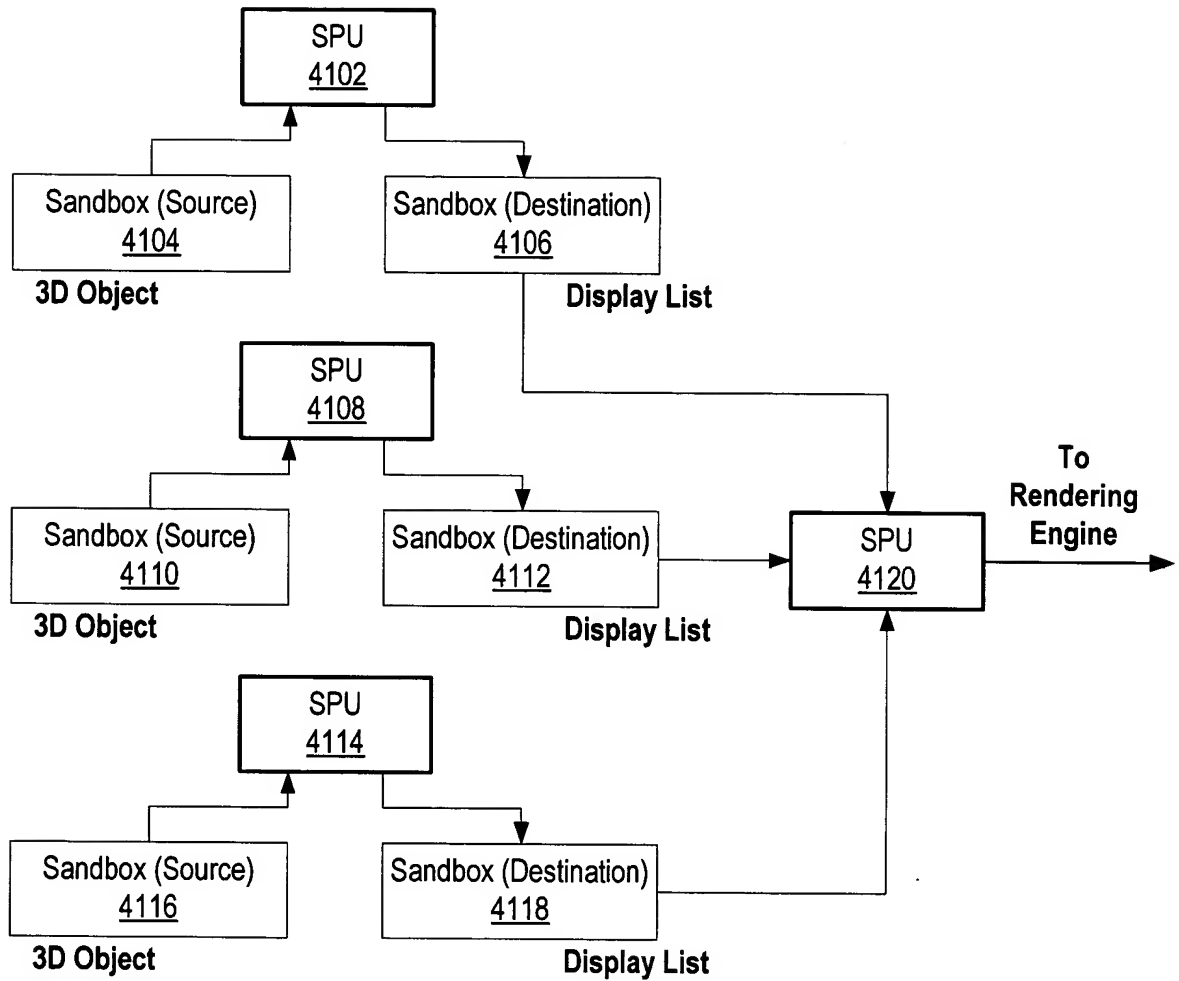 SPU
4102
Sandbox (Source)
4104
3D Object
Sandbox (Destination)
4106
Display List
SPU
4108
Sandbox (Source)
4110
3D Object
Sandbox (Destination)
4112
Display List
SPU
4114
Sandbox (Source)
4116
3D Object
Sandbox (Destination)
4118
Display List
SPU
4120
To
Rendering
Engine